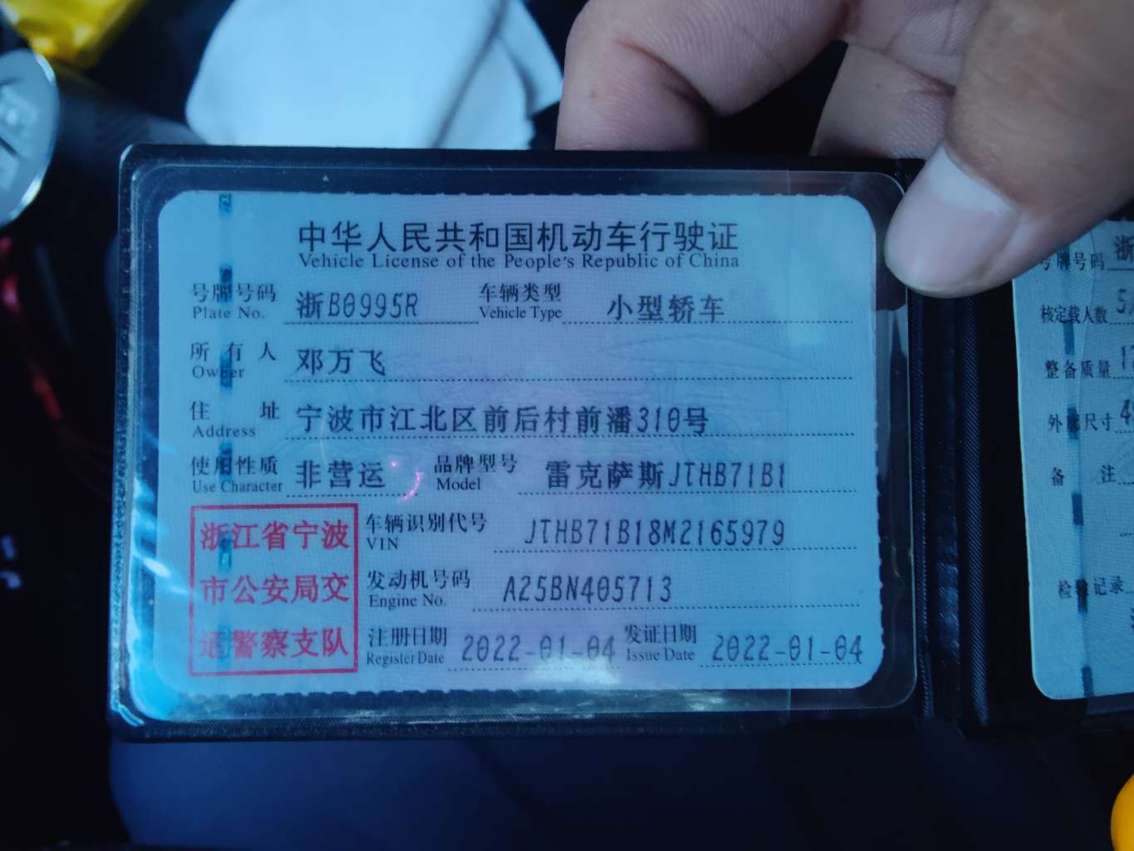 中华人民共和国机动车行驶证
Vehicle License of the People's Republic of China
号牌号码 浙B0995R 车辆类型 小型轿车
Plate No. Vehicle Type
所有人 邓万飞
Owner
住址 宁波市江北区前后村前潘310号
Address
使用性质 非营运 品牌型号 雷克萨斯JTHB71B1
Use Character Model
浙江省宁波
市公安局交
通警察支队
车辆识别代号 JTHB71B18M2165979
VIN
发动机号码 A25BN405713
Engine No.
注册日期 2022-01-04 发证日期 2022-01-04
Register Date Issue Date
号牌号码 浙
核定载人数 5
整备质量 17
外廓尺寸 4
备注
检验记录